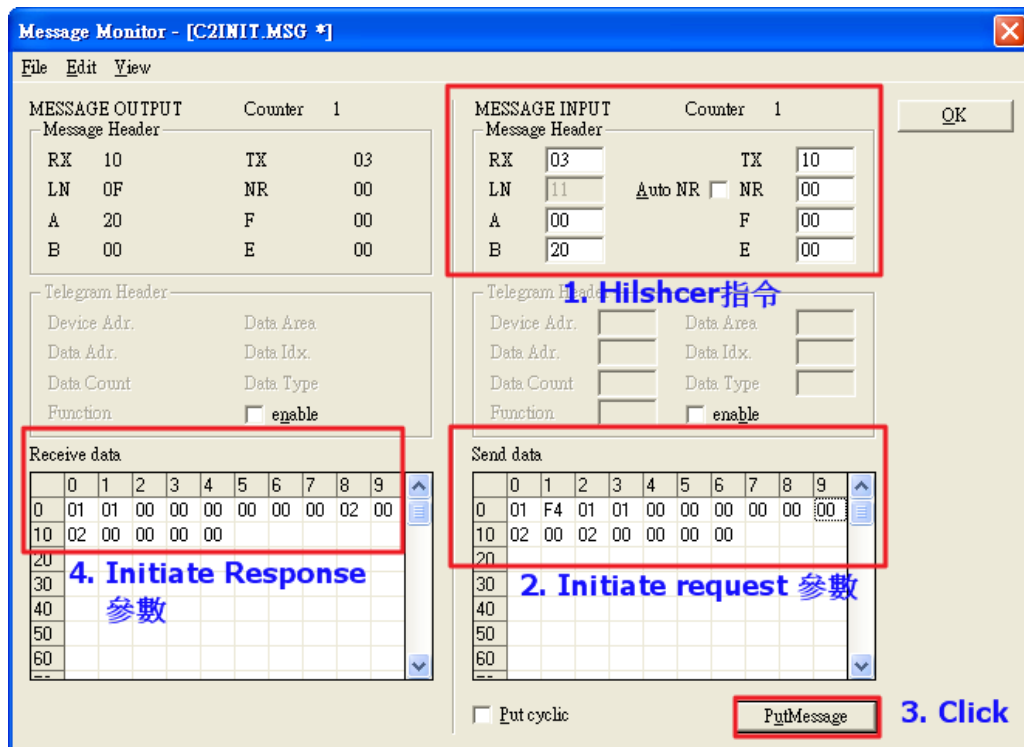 Message Monitor - [C2INIT.MSG *]
File Edit View
MESSAGE OUTPUT Counter 1
Message Header
RX 10 TX 03
LN 0F NR 00
A 20 F 00
B 00 E 00
Telegram Header
Device Adr. Data Area
Data Adr. Data Idx.
Data Count Data Type
Function enable
Receive data
0 1 2 3 4 5 6 7 8 9
0 01 01 00 00 00 00 00 00 02 00
10 02 00 00 00 00
20
30
40
50
60
4. Initiate Response
參數
MESSAGE INPUT Counter 1
Message Header
RX 03 TX 10
LN 11 Auto NR NR 00
A 00 F 00
B 20 E 00
1. Hilshcer指令
Telegram Header
Device Adr. Data Area
Data Adr. Data Idx.
Data Count Data Type
Function enable
Send data
0 1 2 3 4 5 6 7 8 9
0 01 F4 01 01 00 00 00 00 00 00
10 02 00 02 00 00 00 00
20
30
40
50
60
2. Initiate request 參數
Put cyclic
PutMessage
3. Click
OK